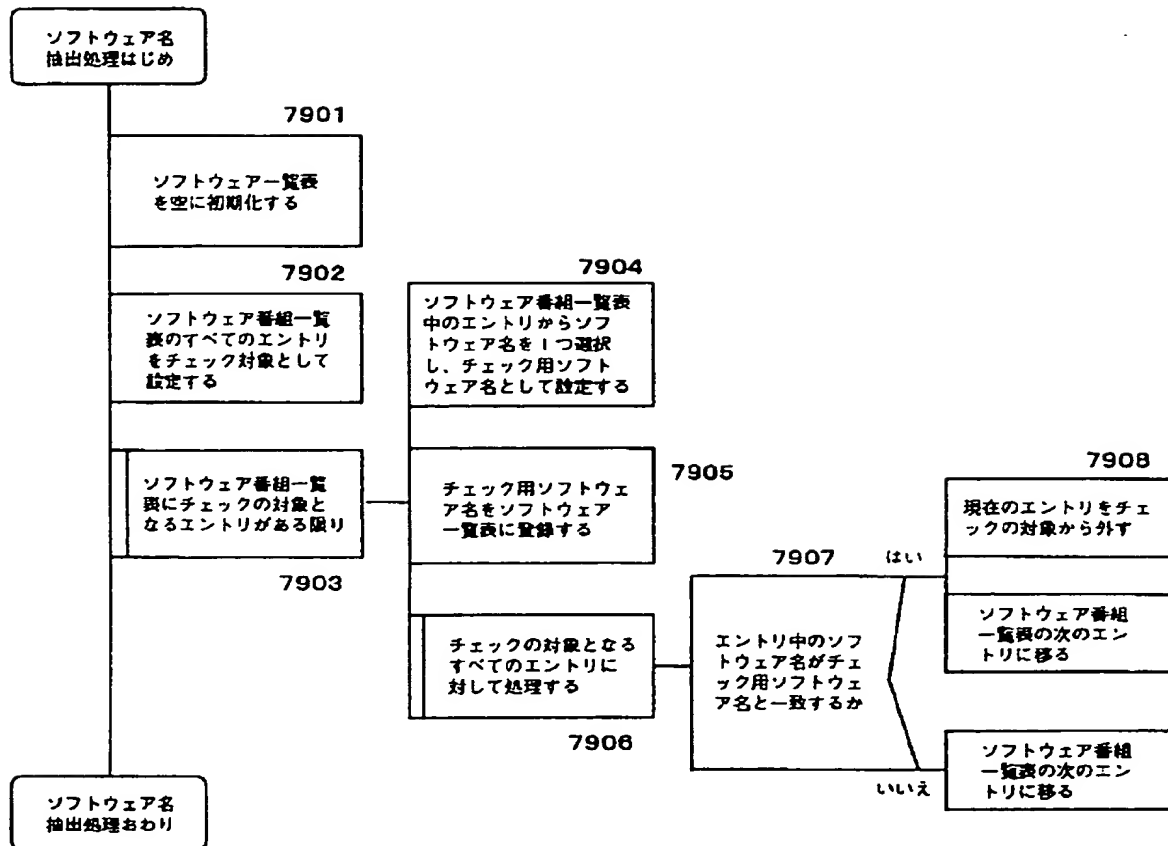 ソフトウェア名
抽出処理はじめ
7901
ソフトウェア一覧表
を空に初期化する
7902
ソフトウェア番組一覧
表のすべてのエントリ
をチェック対象として
設定する
ソフトウェア番組一覧
表にチェックの対象と
なるエントリがある限り
7903
7904
ソフトウェア番組一覧表
中のエントリからソフ
トウェア名を1つ選択
し、チェック用ソフト
ウェア名として設定する
7905
チェック用ソフトウェ
ア名をソフトウェア
一覧表に登録する
チェックの対象となる
すべてのエントリに
対して処理する
7906
7907
はい
エントリ中のソフ
トウェア名がチェ
ック用ソフトウェ
ア名と一致するか
いいえ
7908
現在のエントリをチェ
ックの対象から外す
ソフトウェア番組
一覧表の次のエン
トリに移る
ソフトウェア番組
一覧表の次のエン
トリに移る
ソフトウェア名
抽出処理おわり